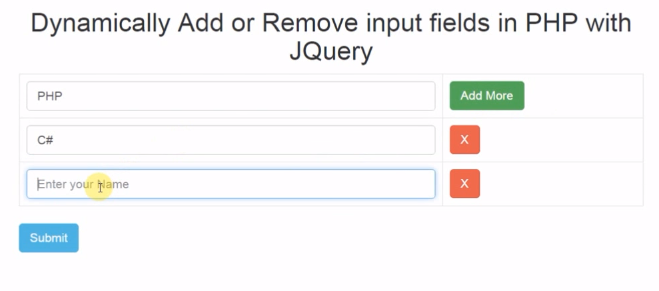 Dynamically Add or Remove input fields in PHP with
JQuery
PHP
Add More
C#
X
Enter your Name
X
Submit